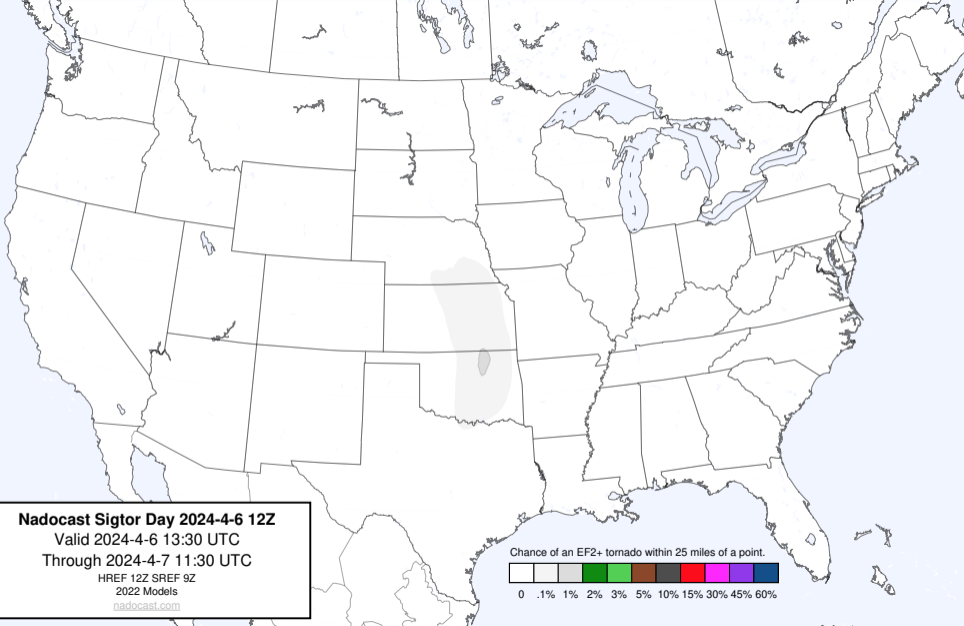 Nadocast Sigtor Day 2024-4-6 12Z
Valid 2024-4-6 13:30 UTC
Through 2024-4-7 11:30 UTC
HREF 12Z SREF 9Z
2022 Models
nadocast.com
Chance of an EF2+ tornado within 25 miles of a point.
0 .1% 1% 2% 3% 5% 10% 15% 30% 45% 60%